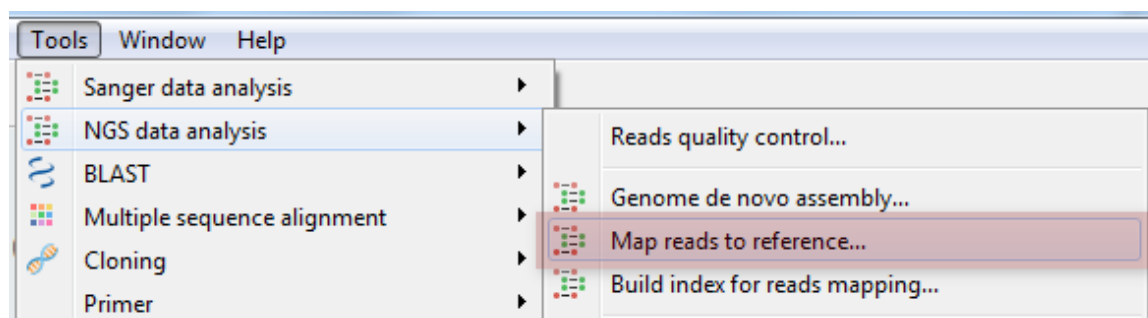 Tools Window Help
Sanger data analysis
NGS data analysis
BLAST
Multiple sequence alignment
Cloning
Primer
Reads quality control...
Genome de novo assembly...
Map reads to reference...
Build index for reads mapping...